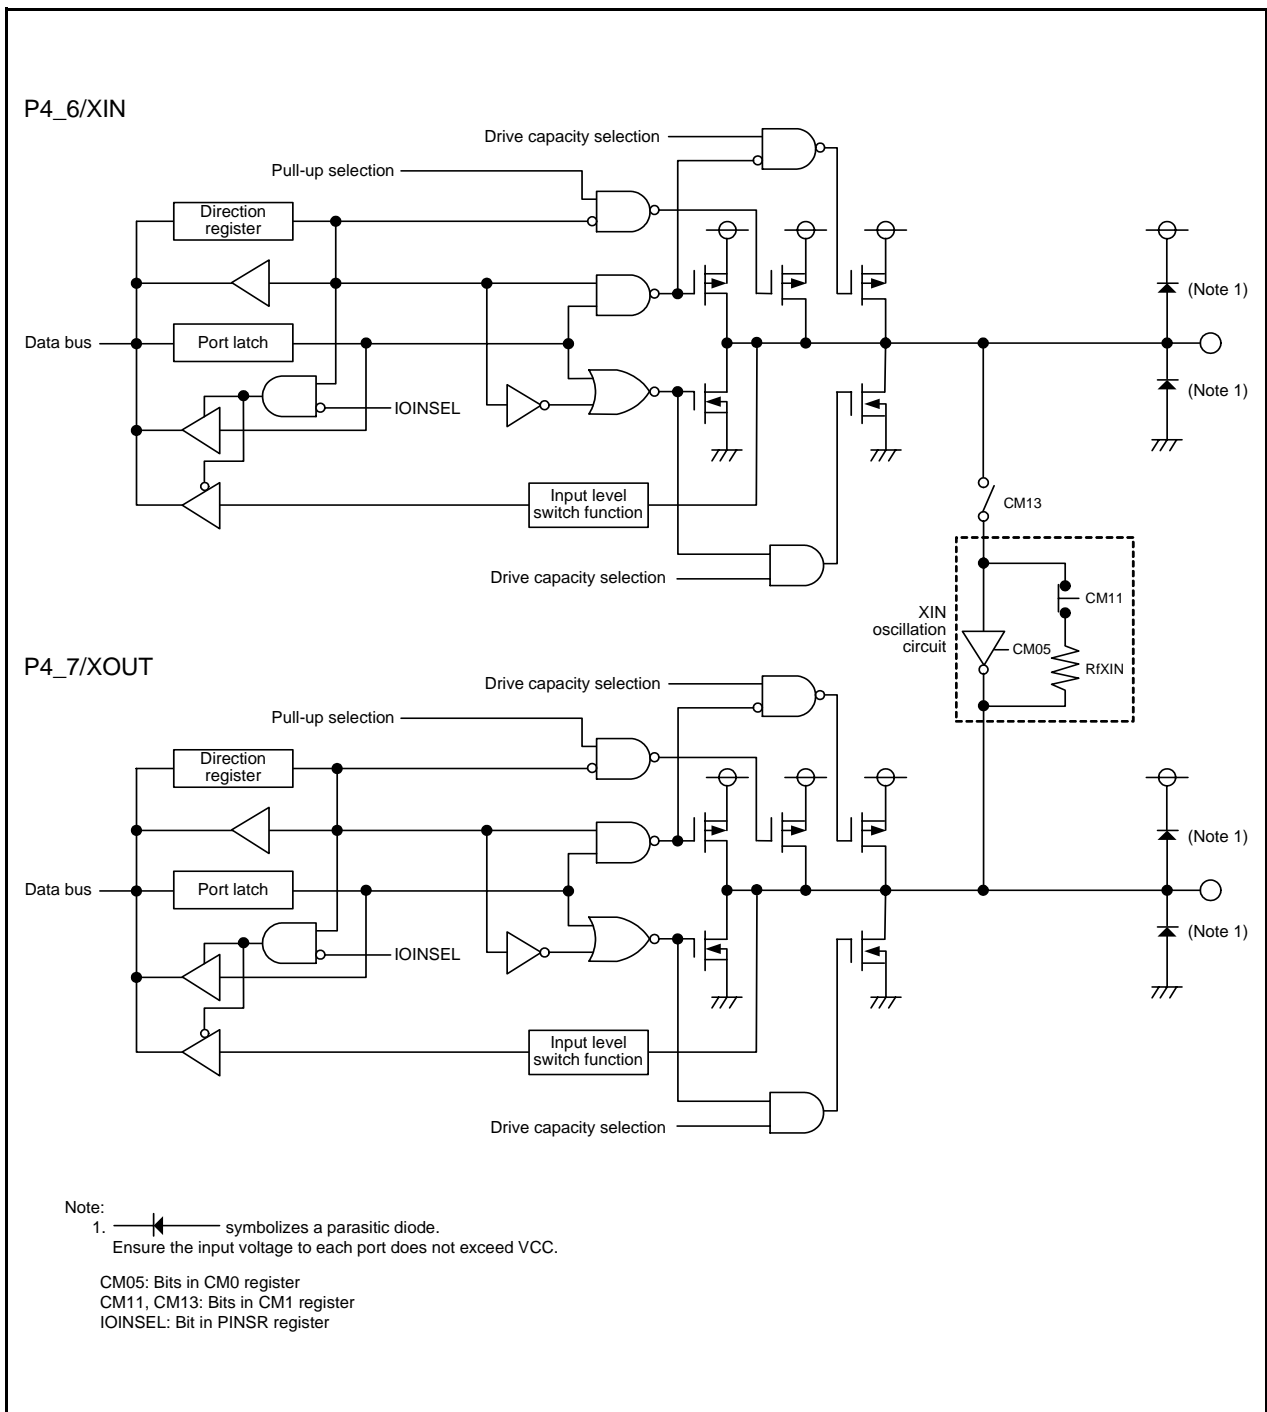 P4_6/XIN
Drive capacity selection
Pull-up selection
Direction
register
(Note 1)
Data bus
Port latch
(Note 1)
IOINSEL
Input level
switch function
CM13
Drive capacity selection
CM11
XIN
oscillation
circuit
CM05
RfXIN
P4_7/XOUT
Drive capacity selection
Pull-up selection
Direction
register
(Note 1)
Data bus
Port latch
(Note 1)
IOINSEL
Input level
switch function
Drive capacity selection
Note:
1. symbolizes a parasitic diode.
Ensure the input voltage to each port does not exceed VCC.
CM05: Bits in CM0 register
CM11, CM13: Bits in CM1 register
IOINSEL: Bit in PINSR register